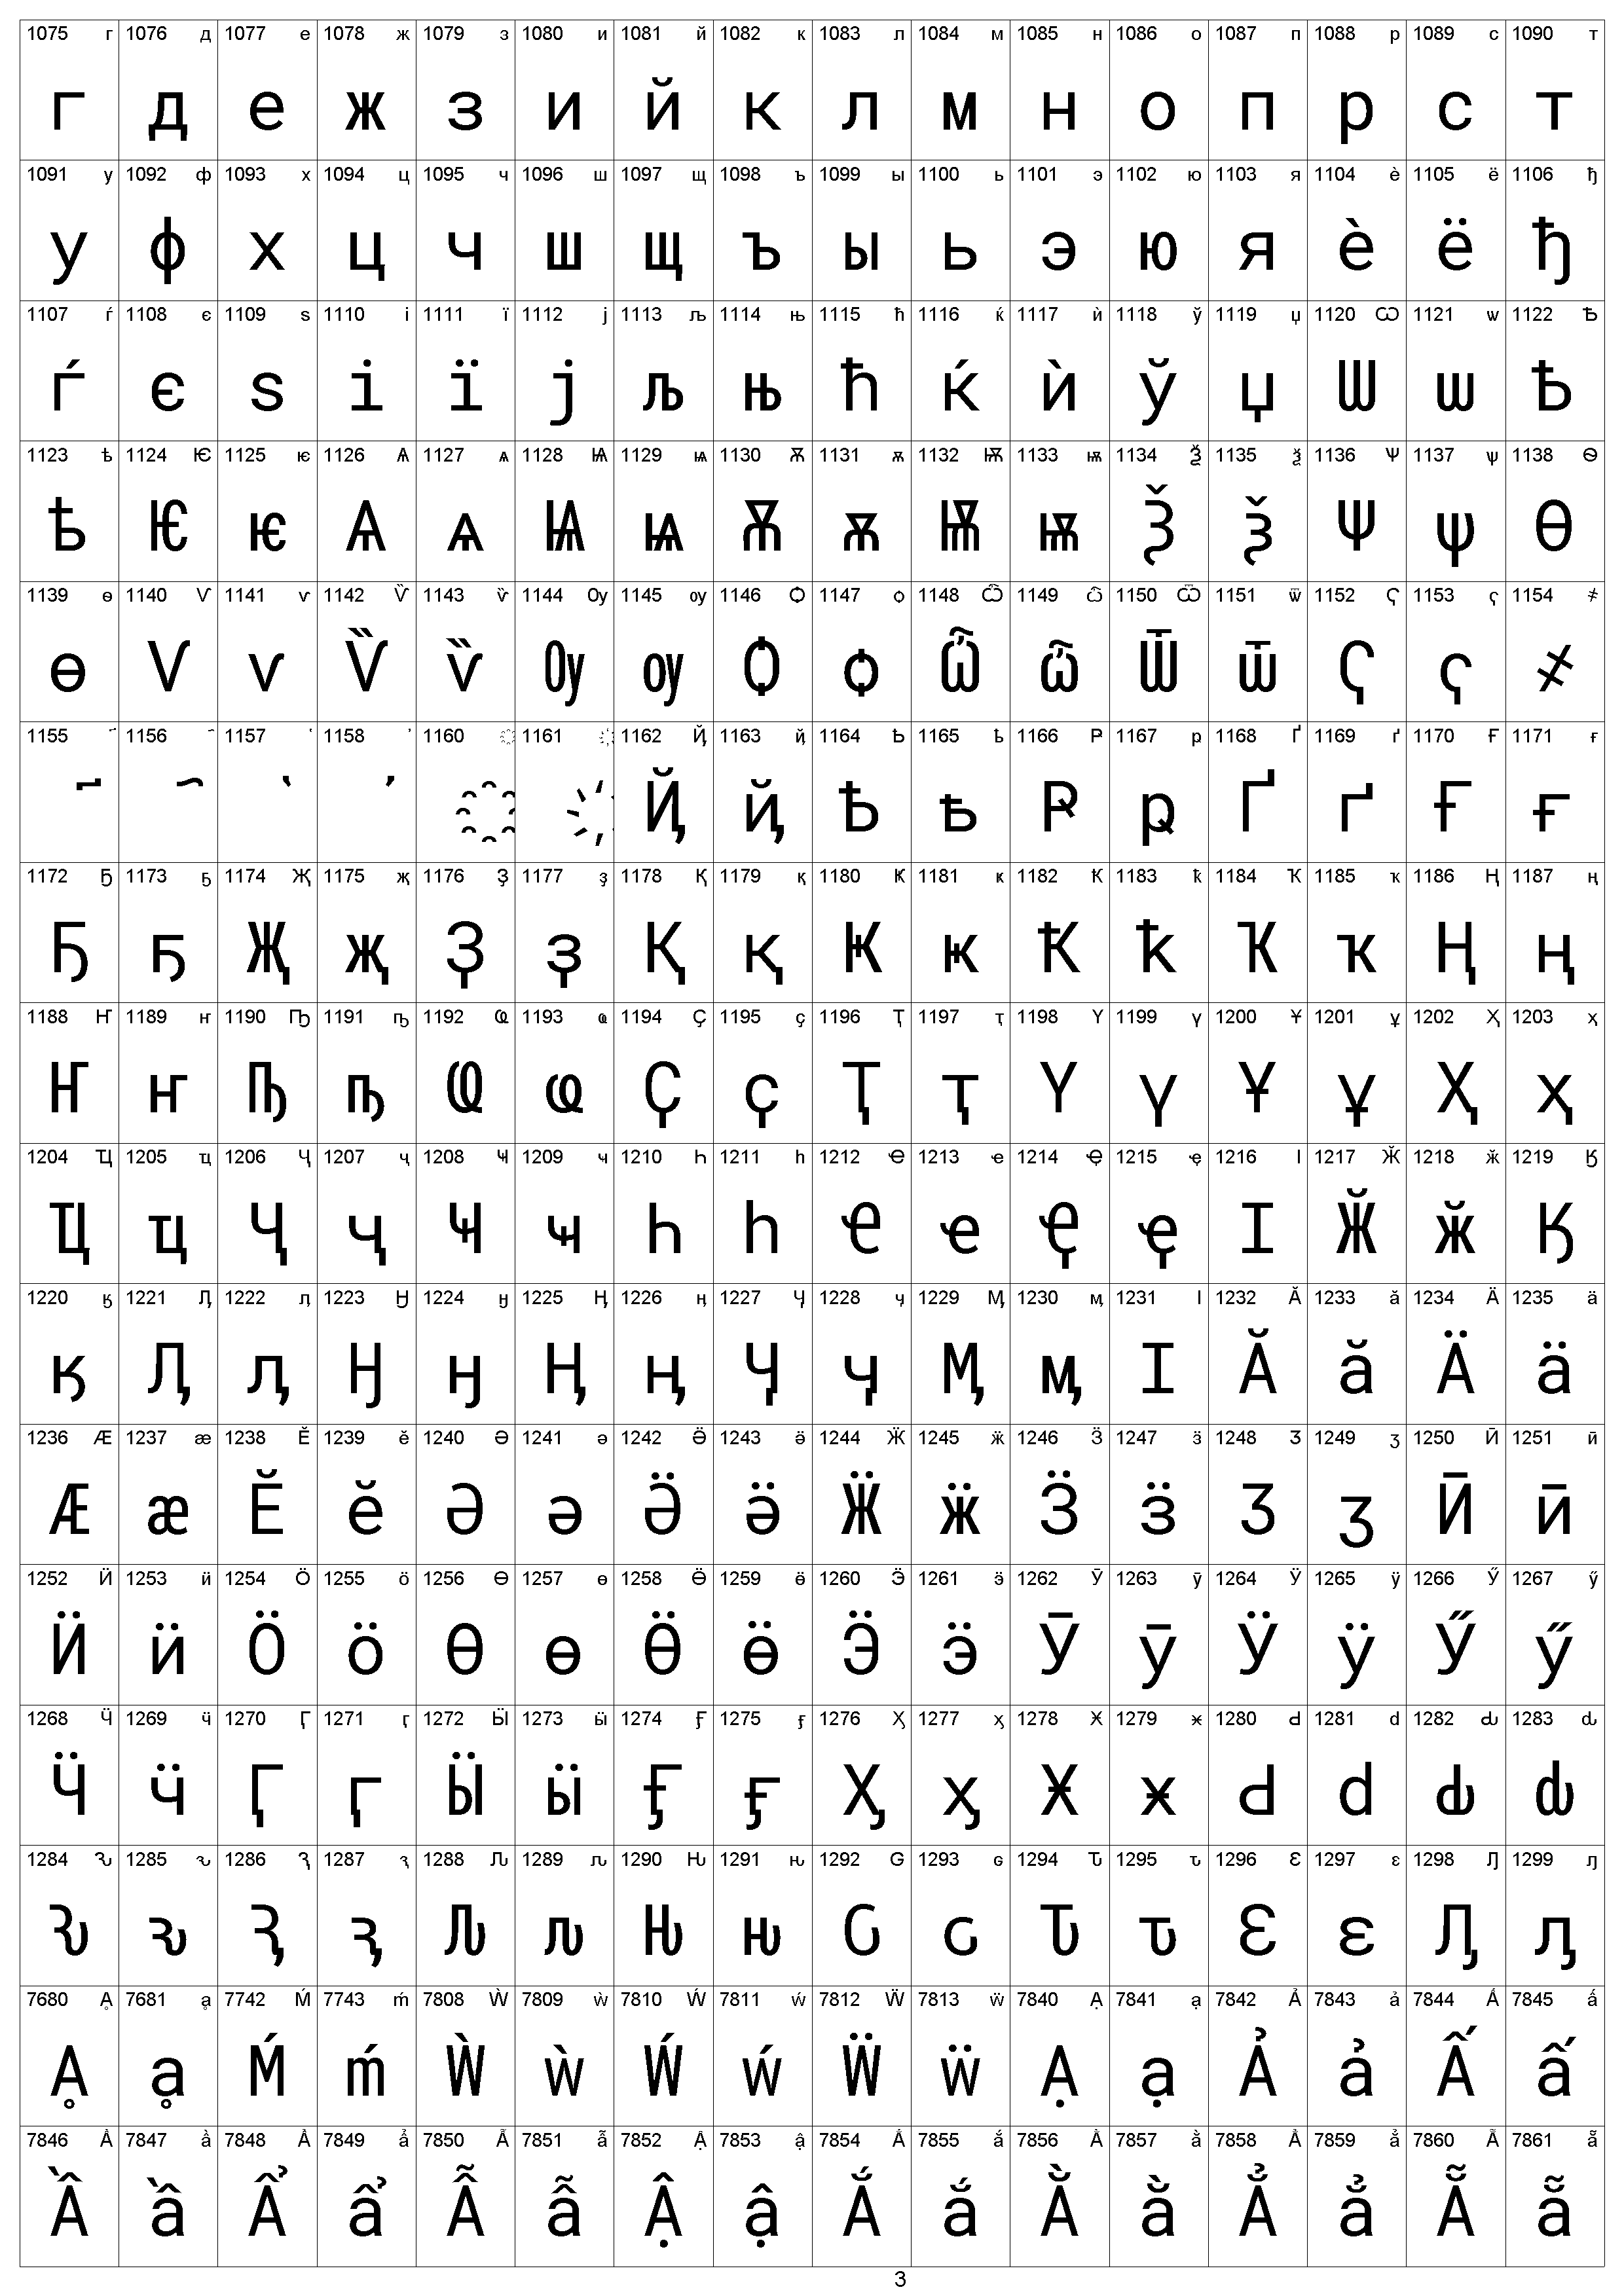 1075 г 1076 д 1077 е 1078 ж 1079 з 1080 и 1081 й 1082 к 1083 л 1084 м 1085 н 1086 о 1087 п 1088 р 1089 с 1090 т
г д е ж з и й к л м н о п р с т
1091 у 1092 ф 1093 х 1094 ц 1095 ч 1096 ш 1097 щ 1098 ъ 1099 ы 1100 ь 1101 э 1102 ю 1103 я 1104 ѐ 1105 ё 1106 ђ
у ф х ц ч ш щ ъ ы ь э ю я ѐ ё ђ
1107 ѓ 1108 є 1109 ѕ 1110 і 1111 ї 1112 ј 1113 љ 1114 њ 1115 ћ 1116 ќ 1117 ѝ 1118 ў 1119 џ 1120 Ѡ 1121 ѡ 1122 Ѣ
ѓ є ѕ і ї ј љ њ ћ ќ ѝ ў џ Ѡ ѡ Ѣ
1123 ѣ 1124 Ѥ 1125 ѥ 1126 Ѧ 1127 ѧ 1128 Ѩ 1129 ѩ 1130 Ѫ 1131 ѫ 1132 Ѭ 1133 ѭ 1134 Ѯ 1135 ѯ 1136 Ѱ 1137 ѱ 1138 Ѳ
ѣ Ѥ ѥ Ѧ ѧ Ѩ ѩ Ѫ ѫ Ѭ ѭ Ѯ ѯ Ѱ ѱ Ѳ
1139 ѳ 1140 Ѵ 1141 ѵ 1142 Ѷ 1143 ѷ 1144 Ѹ 1145 ѹ 1146 Ѻ 1147 ѻ 1148 Ѽ 1149 ѽ 1150 Ѿ 1151 ѿ 1152 Ҁ 1153 ҁ 1154 ҂
ѳ Ѵ ѵ Ѷ ѷ Ѹ ѹ Ѻ ѻ Ѽ ѽ Ѿ ѿ Ҁ ҁ ҂
1155 ҃ 1156 ҄ 1157 ҅ 1158 ҆ 1160 ҈ 1161 ҉ 1162 Ҋ 1163 ҋ 1164 Ҍ 1165 ҍ 1166 Ҏ 1167 ҏ 1168 Ґ 1169 ґ 1170 Ғ 1171 ғ
҃ ҄ ҅ ҆ ҈ ҉ Ҋ ҋ Ҍ ҍ Ҏ ҏ Ґ ґ Ғ ғ
1172 Ҕ 1173 ҕ 1174 Җ 1175 җ 1176 Ҙ 1177 ҙ 1178 Қ 1179 қ 1180 Ҝ 1181 ҝ 1182 Ҟ 1183 ҟ 1184 Ҡ 1185 ҡ 1186 Ң 1187 ң
Ҕ ҕ Җ җ Ҙ ҙ Қ қ Ҝ ҝ Ҟ ҟ Ҡ ҡ Ң ң
1188 Ҥ 1189 ҥ 1190 Ҧ 1191 ҧ 1192 Ҩ 1193 ҩ 1194 Ҫ 1195 ҫ 1196 Ҭ 1197 ҭ 1198 Ү 1199 ү 1200 Ұ 1201 ұ 1202 Ҳ 1203 ҳ
Ҥ ҥ Ҧ ҧ Ҩ ҩ Ҫ ҫ Ҭ ҭ Ү ү Ұ ұ Ҳ ҳ
1204 Ҵ 1205 ҵ 1206 Ҷ 1207 ҷ 1208 Ҹ 1209 ҹ 1210 Һ 1211 һ 1212 Ҽ 1213 ҽ 1214 Ҿ 1215 ҿ 1216 Ӏ 1217 Ӂ 1218 ӂ 1219 Ӄ
Ҵ ҵ Ҷ ҷ Ҹ ҹ Һ һ Ҽ ҽ Ҿ ҿ Ӏ Ӂ ӂ Ӄ
1220 ӄ 1221 Ӆ 1222 ӆ 1223 Ӈ 1224 ӈ 1225 Ӊ 1226 ӊ 1227 Ӌ 1228 ӌ 1229 Ӎ 1230 ӎ 1231 ӏ 1232 Ӑ 1233 ӑ 1234 Ӓ 1235 ӓ
ӄ Ӆ ӆ Ӈ ӈ Ӊ ӊ Ӌ ӌ Ӎ ӎ ӏ Ӑ ӑ Ӓ ӓ
1236 Ӕ 1237 ӕ 1238 Ӗ 1239 ӗ 1240 Ә 1241 ә 1242 Ӛ 1243 ӛ 1244 Ӝ 1245 ӝ 1246 Ӟ 1247 ӟ 1248 Ӡ 1249 ӡ 1250 Ӣ 1251 ӣ
Ӕ ӕ Ӗ ӗ Ә ә Ӛ ӛ Ӝ ӝ Ӟ ӟ Ӡ ӡ Ӣ ӣ
1252 Ӥ 1253 ӥ 1254 Ӧ 1255 ӧ 1256 Ө 1257 ө 1258 Ӫ 1259 ӫ 1260 Ӭ 1261 ӭ 1262 Ӯ 1263 ӯ 1264 Ӱ 1265 ӱ 1266 Ӳ 1267 ӳ
Ӥ ӥ Ӧ ӧ Ө ө Ӫ ӫ Ӭ ӭ Ӯ ӯ Ӱ ӱ Ӳ ӳ
1268 Ӵ 1269 ӵ 1270 Ӷ 1271 ӷ 1272 Ӹ 1273 ӹ 1274 Ӻ 1275 ӻ 1276 Ӽ 1277 ӽ 1278 Ӿ 1279 ӿ 1280 Ԁ 1281 ԁ 1282 Ԃ 1283 ԃ
Ӵ ӵ Ӷ ӷ Ӹ ӹ Ӻ ӻ Ӽ ӽ Ӿ ӿ Ԁ ԁ Ԃ ԃ
1284 Ԅ 1285 ԅ 1286 Ԇ 1287 ԇ 1288 Ԉ 1289 ԉ 1290 Ԋ 1291 ԋ 1292 Ԍ 1293 ԍ 1294 Ԏ 1295 ԏ 1296 Ԑ 1297 ԑ 1298 Ԓ 1299 ԓ
Ԅ ԅ Ԇ ԇ Ԉ ԉ Ԋ ԋ Ԍ ԍ Ԏ ԏ Ԑ ԑ Ԓ ԓ
7680 Ḁ 7681 ḁ 7742 Ḿ 7743 ḿ 7808 Ẁ 7809 ẁ 7810 Ẃ 7811 ẃ 7812 Ẅ 7813 ẅ 7840 Ạ 7841 ạ 7842 Ả 7843 ả 7844 Ấ 7845 ấ
Ḁ ḁ Ḿ ḿ Ẁ ẁ Ẃ ẃ Ẅ ẅ Ạ ạ Ả ả Ấ ấ
7846 Ầ 7847 ầ 7848 Ẩ 7849 ẩ 7850 Ẫ 7851 ẫ 7852 Ậ 7853 ậ 7854 Ắ 7855 ắ 7856 Ằ 7857 ằ 7858 Ẳ 7859 ẳ 7860 Ẵ 7861 ẵ
Ầ ầ Ẩ ẩ Ẫ ẫ Ậ ậ Ắ ắ Ằ ằ Ẳ ẳ Ẵ ẵ
3